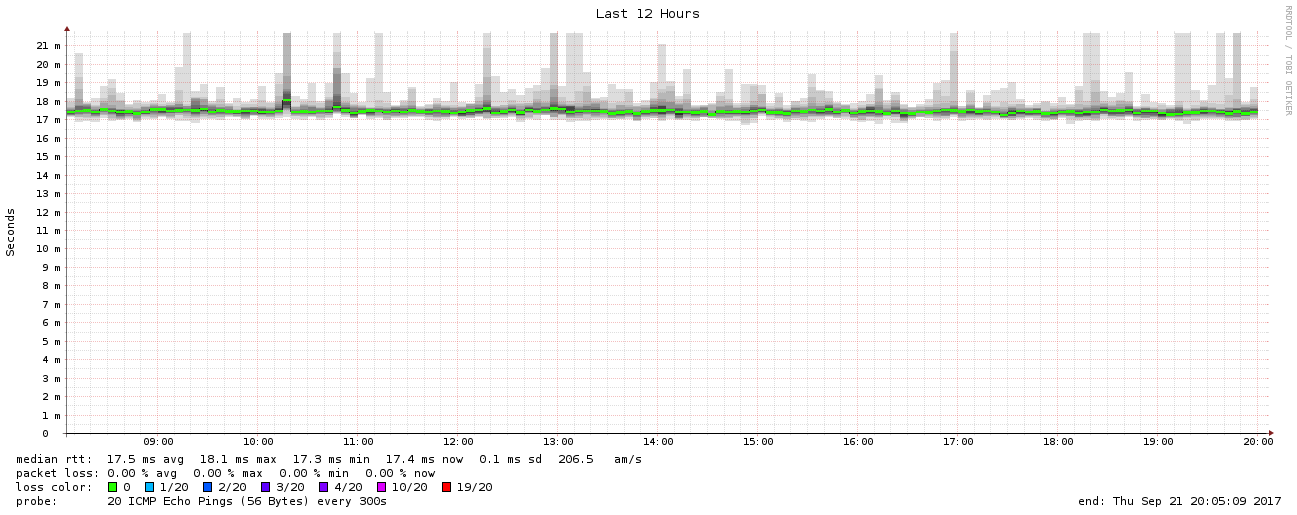 Last 12 Hours
RRDTOOL / TOBI OETIKER
Seconds
21 m
20 m
19 m
18 m
17 m
16 m
15 m
14 m
13 m
12 m
11 m
10 m
9 m
8 m
7 m
6 m
5 m
4 m
3 m
2 m
1 m
0
09:00 10:00 11:00 12:00 13:00 14:00 15:00 16:00 17:00 18:00 19:00 20:00
median rtt: 17.5 ms avg 18.1 ms max 17.3 ms min 17.4 ms now 0.1 ms sd 206.5 am/s
packet loss: 0.00 % avg 0.00 % max 0.00 % min 0.00 % now
loss color: 0 1/20 2/20 3/20 4/20 10/20 19/20
probe: 20 ICMP Echo Pings (56 Bytes) every 300s end: Thu Sep 21 20:05:09 2017